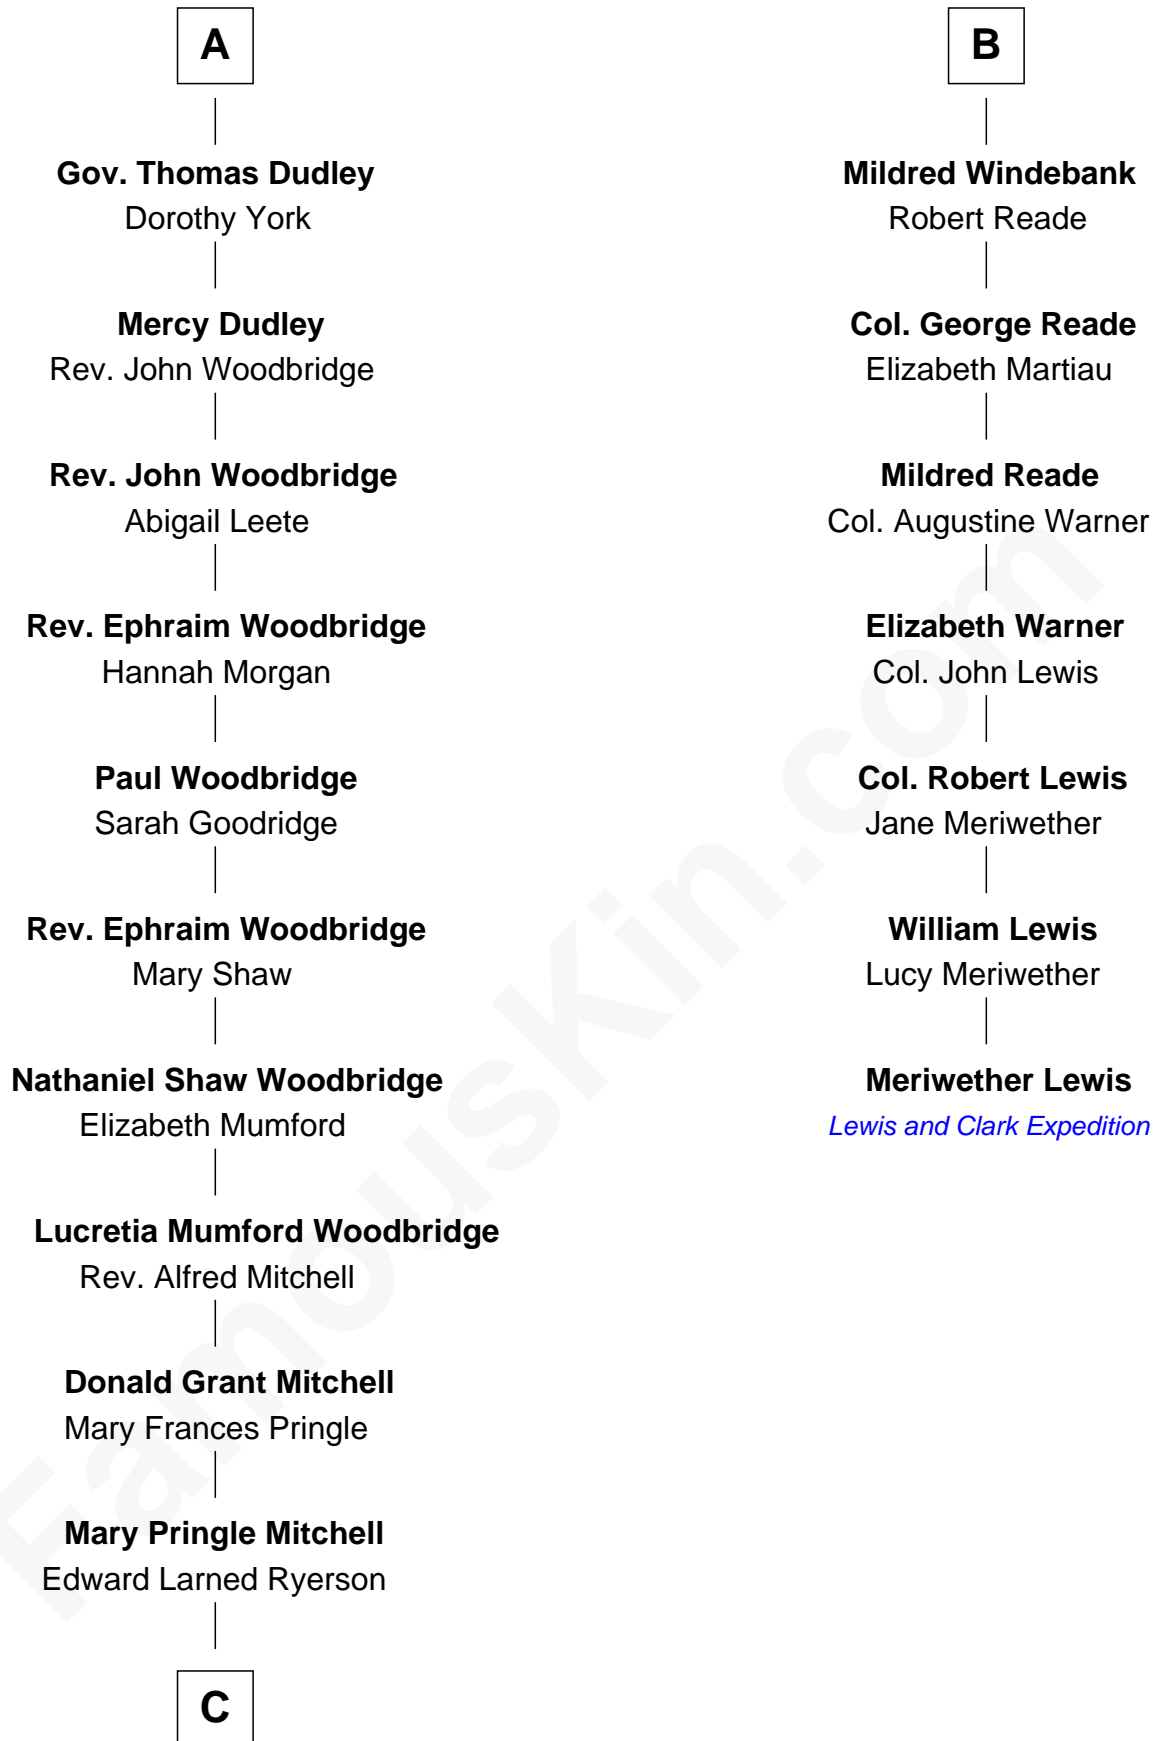 A
Gov. Thomas Dudley
Dorothy York
Mercy Dudley
Rev. John Woodbridge
Rev. John Woodbridge
Abigail Leete
Rev. Ephraim Woodbridge
Hannah Morgan
Paul Woodbridge
Sarah Goodridge
Rev. Ephraim Woodbridge
Mary Shaw
Nathaniel Shaw Woodbridge
Elizabeth Mumford
Lucretia Mumford Woodbridge
Rev. Alfred Mitchell
Donald Grant Mitchell
Mary Frances Pringle
Mary Pringle Mitchell
Edward Larned Ryerson
C
B
Mildred Windebank
Robert Reade
Col. George Reade
Elizabeth Martiau
Mildred Reade
Col. Augustine Warner
Elizabeth Warner
Col. John Lewis
Col. Robert Lewis
Jane Meriwether
William Lewis
Lucy Meriwether
Meriwether Lewis
Lewis and Clark Expedition
FamousKin.com